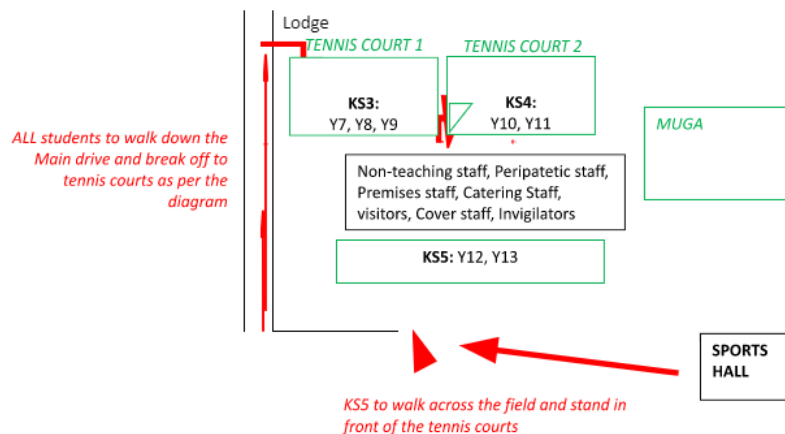 Lodge
TENNIS COURT 1
TENNIS COURT 2
KS3:
Y7, Y8, Y9
KS4:
Y10, Y11
MUGA
ALL students to walk down the
Main drive and break off to
tennis courts as per the
diagram
Non-teaching staff, Peripatetic staff,
Premises staff, Catering Staff,
visitors, Cover staff, Invigilators
KS5: Y12, Y13
SPORTS
HALL
KS5 to walk across the field and stand in
front of the tennis courts